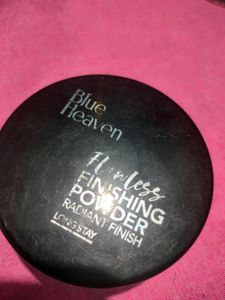 Blue
Heaven
Flawless
FINISHING
POWDER
RADIANT FINISH
LONG STAY